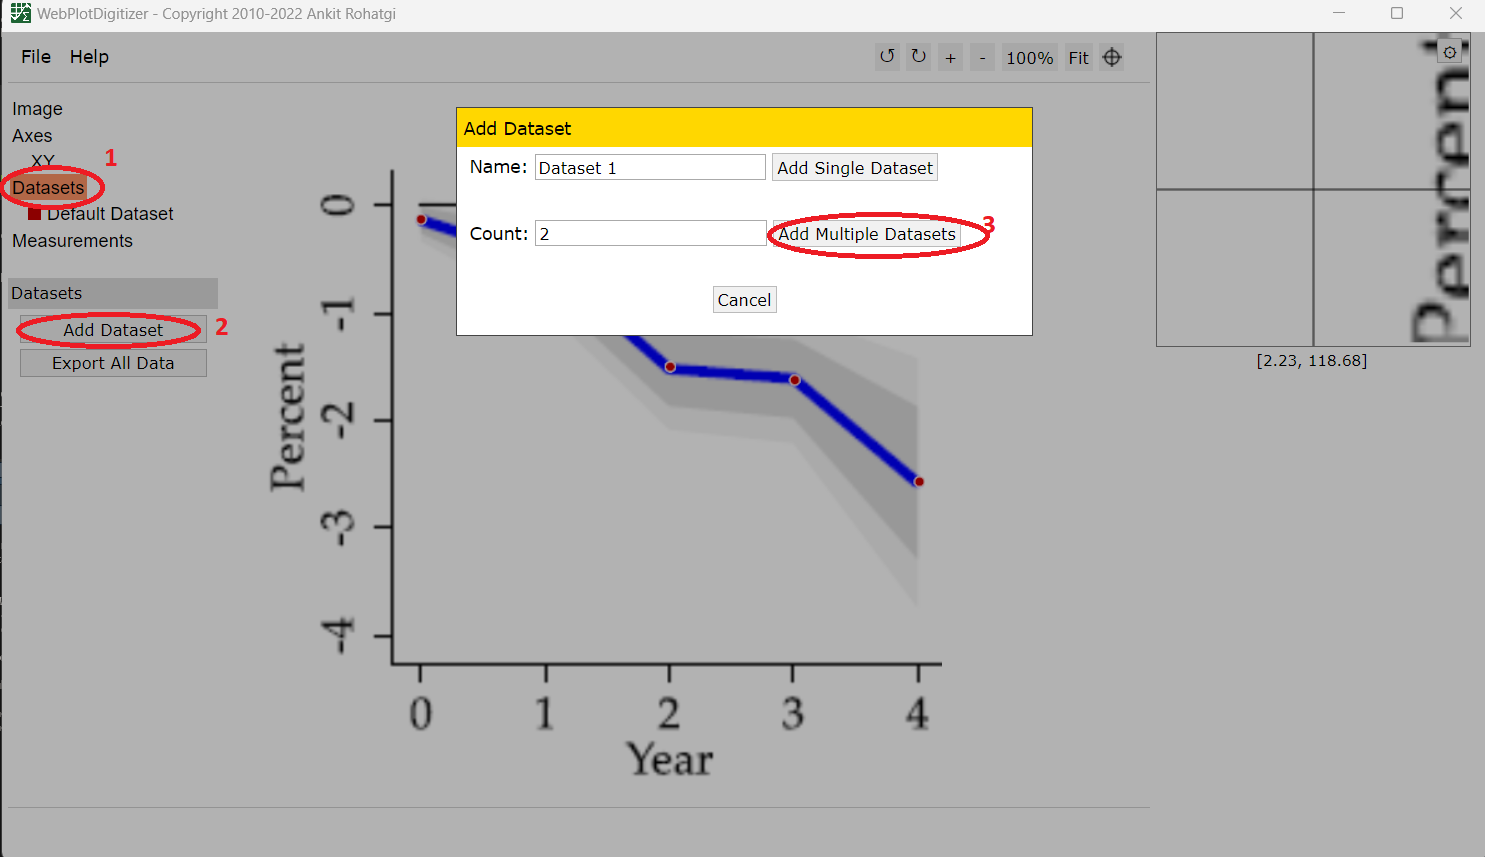 WebPlotDigitizer - Copyright 2010-2022 Ankit Rohatgi
File Help
↺ ↻ + - 100% Fit
Image
Axes
XY
1
Datasets
Default Dataset
Measurements
Datasets
Add Dataset 2
Export All Data
Add Dataset
Name: Dataset 1 Add Single Dataset
Count: 2 Add Multiple Datasets 3
Cancel
0
-1
-2
-3
-4
Percent
0 1 2 3 4
Year
Percent
[2.23, 118.68]